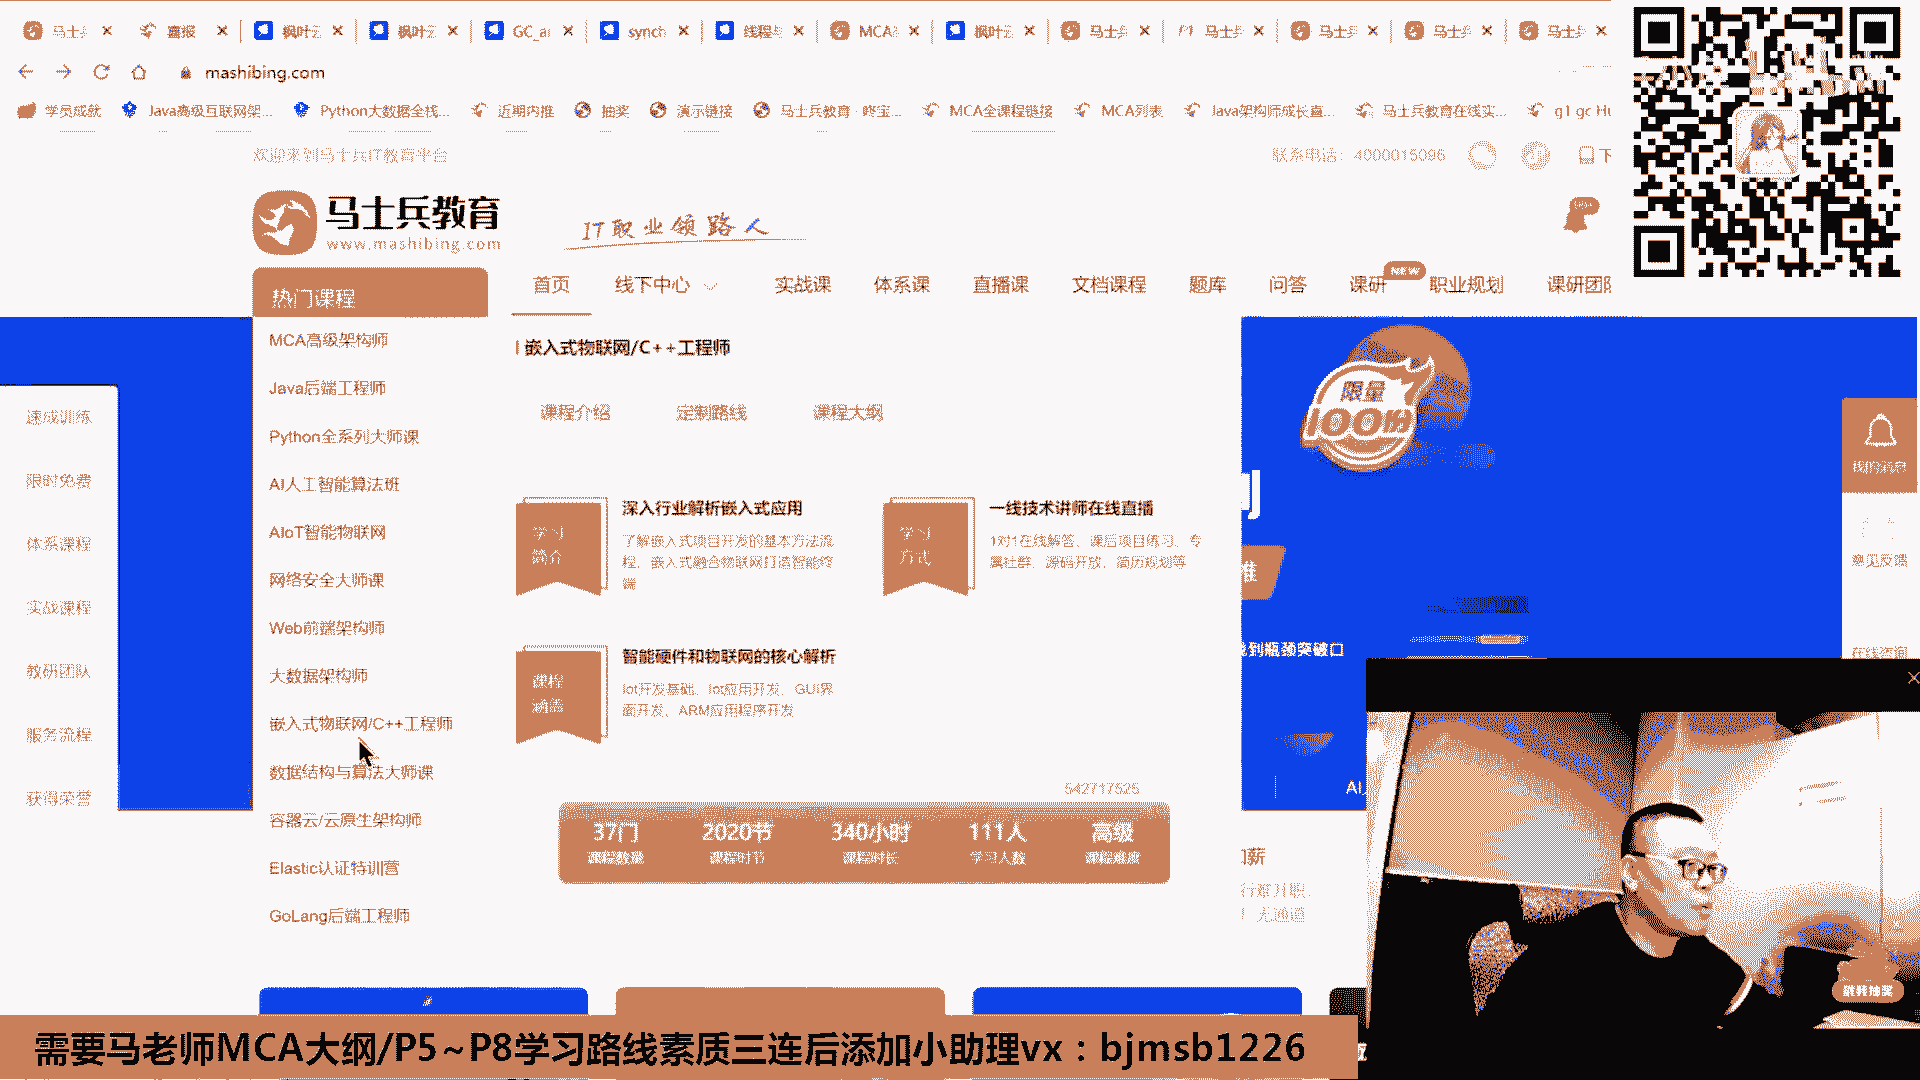 马士 喜报 枫叶 枫叶 GC_a synch 线程 MCA 枫叶 马士 马士 马士 马士 马士
mashibing.com
学员成就 Java高级互联网架... Python大数据全栈... 近期内推 抽奖 演示链接 马士兵教育 MCA全课程链接 MCA列表 Java架构师成长直... 马士兵教育在线实... g1 gc Hu
欢迎来到马士兵IT教育平台
联系电话：4000015096
马士兵教育
www.mashibing.com
IT职业领路人
热门课程
首页 线下中心 实战课 体系课 直播课 文档课程 题库 问答 课研 NEW 职业规划 课研团队
MCA高级架构师
Java后端工程师
Python全系列大师课
AI人工智能算法班
AIoT智能物联网
网络安全大师课
Web前端架构师
大数据架构师
嵌入式物联网/C++工程师
数据结构与算法大师课
容器云/云原生架构师
Elastic认证特训营
GoLang后端工程师
速成训练
限时免费
体系课程
实战课程
教研团队
服务流程
获得荣誉
嵌入式物联网/C++工程师
课程介绍 定制路线 课程大纲
学习简介
深入行业解析嵌入式应用
了解嵌入式项目开发的基本方法流
程、嵌入式融合物联网打造智能终
端
学习方式
一线技术讲师在线直播
1对1在线解答、课后项目练习、专
属社群、源码开放、简历规划等
课程涵盖
智能硬件和物联网的核心解析
Iot开发基础、Iot应用开发、GUI界
面开发、ARM应用程序开发
542717525
37门 2020节 340小时 111人 高级
课程数量 课程时节 课程时长 学习人数 课程难度
限量
100份
找到瓶颈突破口
我的消息
意见反馈
在线咨询
需要马老师MCA大纲/P5~P8学习路线素质三连后添加小助理vx：bjmsb1226